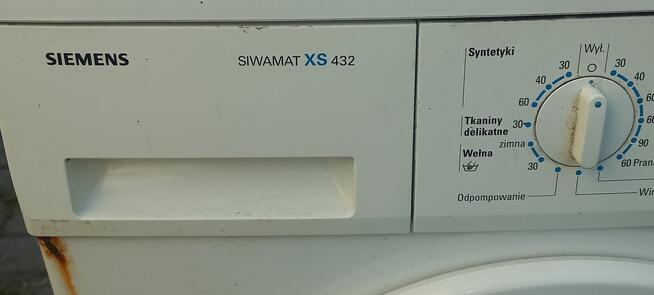 SIEMENS
SIWAMAT XS 432
Syntetyki
Wył.
30
40
60
30
40
60
60
90
60
Tkaniny
delikatne
30
Wełna
zimna
30
Odpompowanie